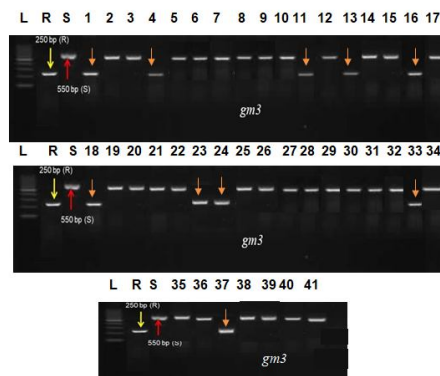 L R S 1 2 3 4 5 6 7 8 9 10 11 12 13 14 15 16 17
250 bp (R)
550 bp (S)
gm3
L R S 18 19 20 21 22 23 24 25 26 27 28 29 30 31 32 33 34
250 bp (R)
550 bp (S)
gm3
L R S 35 36 37 38 39 40 41
250 bp (R)
550 bp (S)
gm3